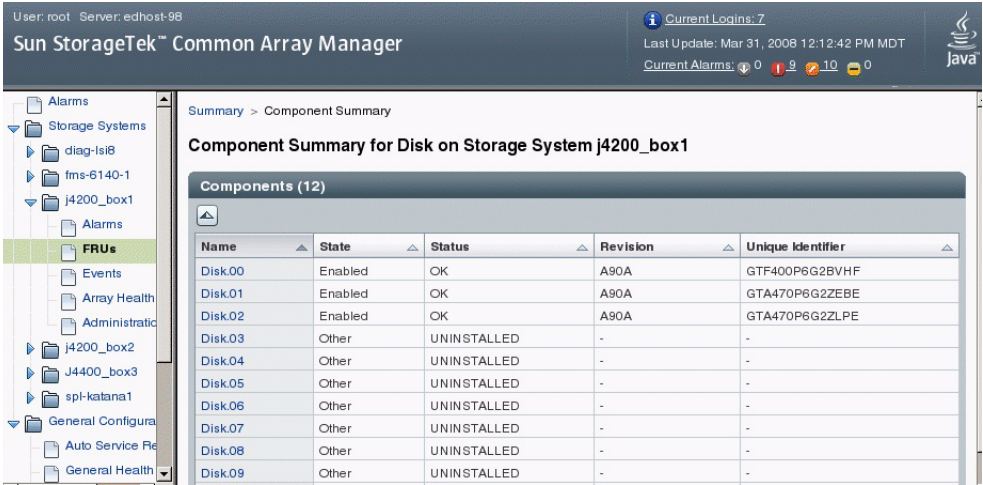 User: root Server: edhost-98
Sun StorageTek™ Common Array Manager
Current Logins: 7
Last Update: Mar 31, 2008 12:12:42 PM MDT
Current Alarms: 0 9 10 0
Java™
Alarms
Storage Systems
diag-lsi8
fms-6140-1
j4200_box1
Alarms
FRUs
Events
Array Health
Administratio
j4200_box2
J4400_box3
spl-katana1
General Configura
Auto Service Re
General Health
Summary > Component Summary
Component Summary for Disk on Storage System j4200_box1
Components (12)
Name State Status Revision Unique Identifier
Disk.00 Enabled OK A90A GTF400P6G2BVHF
Disk.01 Enabled OK A90A GTA470P6G2ZEBE
Disk.02 Enabled OK A90A GTA470P6G2ZLPE
Disk.03 Other UNINSTALLED - -
Disk.04 Other UNINSTALLED - -
Disk.05 Other UNINSTALLED - -
Disk.06 Other UNINSTALLED - -
Disk.07 Other UNINSTALLED - -
Disk.08 Other UNINSTALLED - -
Disk.09 Other UNINSTALLED - -